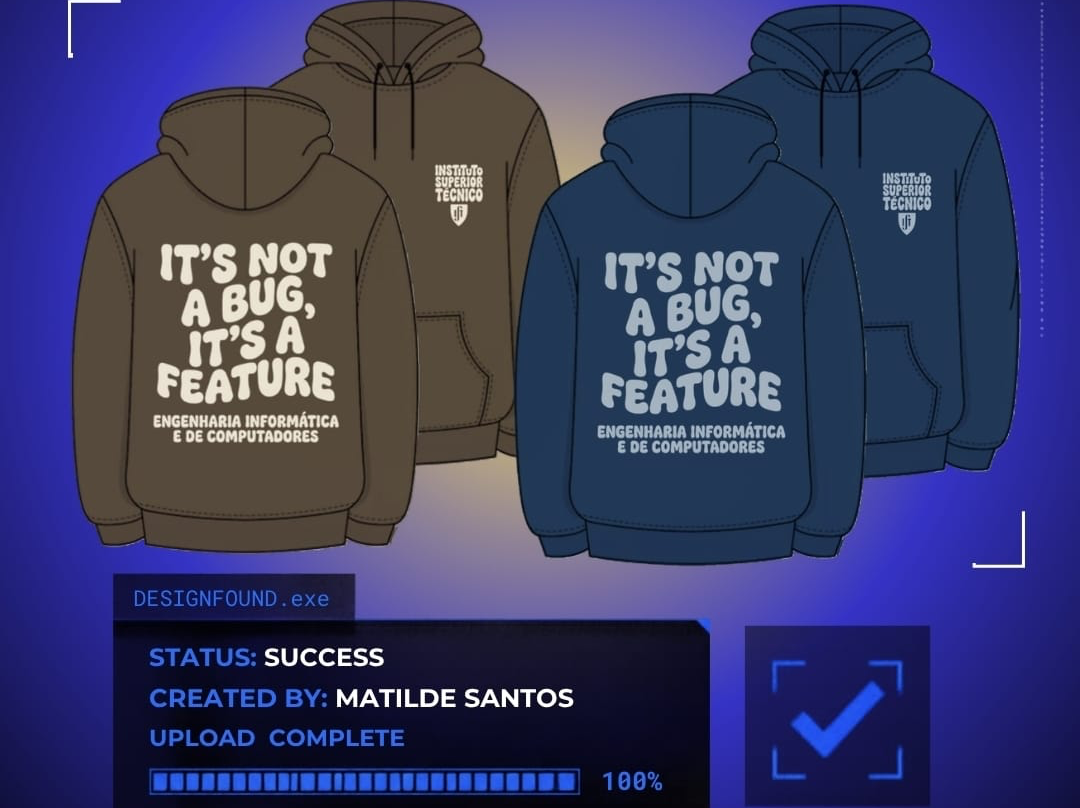 INSTITUTO
SUPERIOR
TÉCNICO
IT'S NOT
A BUG,
IT'S A
FEATURE
ENGENHARIA INFORMÁTICA
E DE COMPUTADORES
INSTITUTO
SUPERIOR
TÉCNICO
IT'S NOT
A BUG,
IT'S A
FEATURE
ENGENHARIA INFORMÁTICA
E DE COMPUTADORES
DESIGNFOUND.exe
STATUS: SUCCESS
CREATED BY: MATILDE SANTOS
UPLOAD COMPLETE
100%